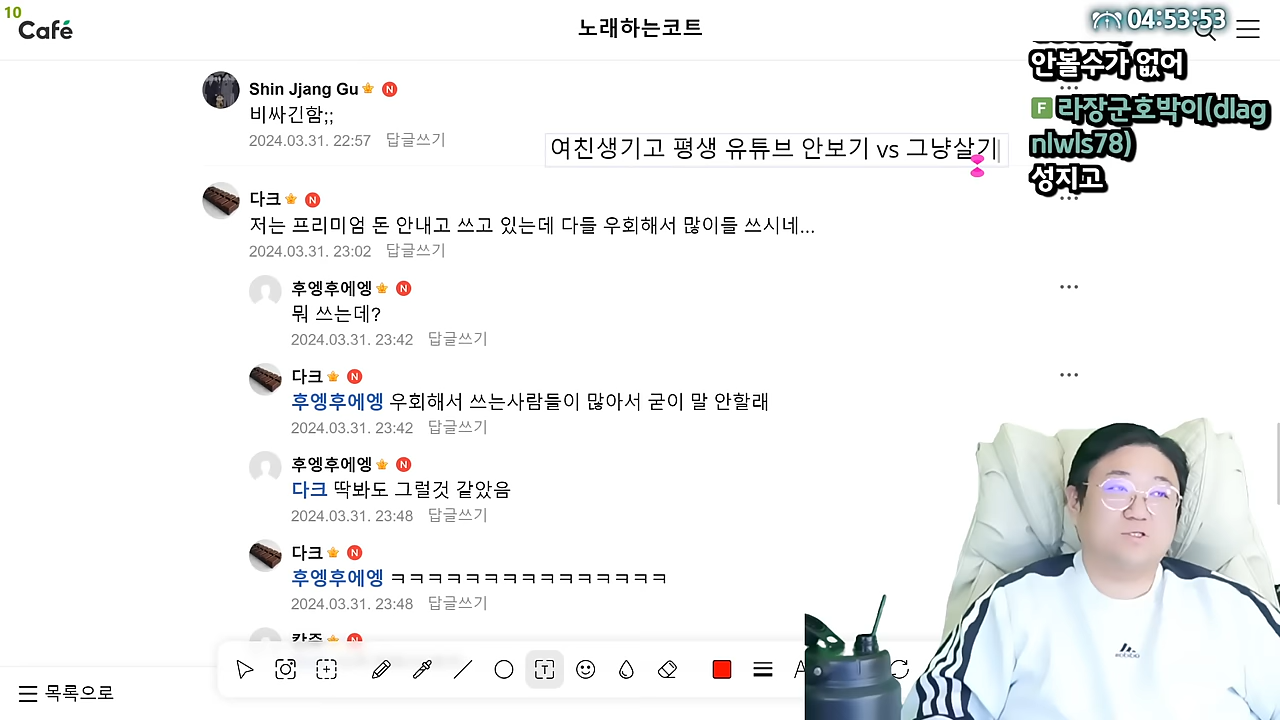 10
Café
노래하는코트
04:53:53
안볼수가 없어
F 라장군호박이(dlag
nlwls78)
성지고
Shin Jjang Gu N
비싸긴함;;
2024.03.31. 22:57 답글쓰기
여친생기고 평생 유튜브 안보기 vs 그냥살기
다크 N
저는 프리미엄 돈 안내고 쓰고 있는데 다들 우회해서 많이들 쓰시네...
2024.03.31. 23:02 답글쓰기
후엥후에엥 N
뭐 쓰는데?
2024.03.31. 23:42 답글쓰기
다크 N
후엥후에엥 우회해서 쓰는사람들이 많아서 굳이 말 안할래
2024.03.31. 23:42 답글쓰기
후엥후에엥 N
다크 딱봐도 그럴것 같았음
2024.03.31. 23:48 답글쓰기
다크 N
후엥후에엥 ㅋㅋㅋㅋㅋㅋㅋㅋㅋㅋㅋㅋㅋㅋㅋ
2024.03.31. 23:48 답글쓰기
목록으로